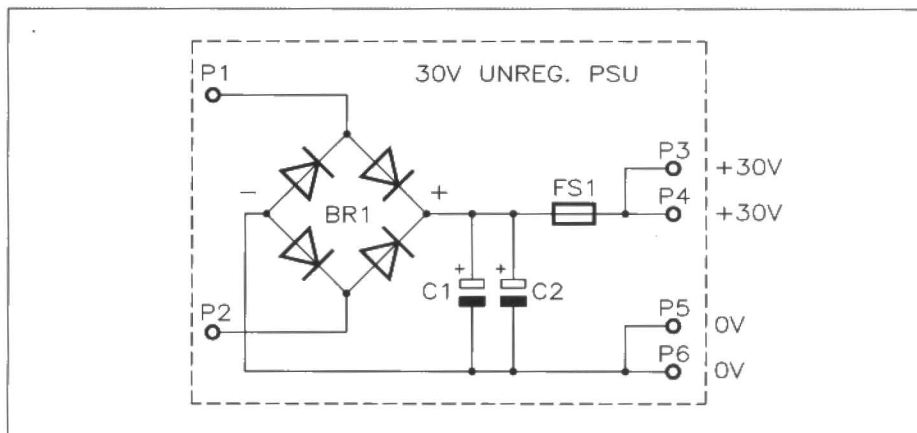 30V UNREG. PSU
P1
P3
+30V
FS1
P4
+30V
-
+
BR1
+
+
C1
C2
P2
P5
0V
P6
0V